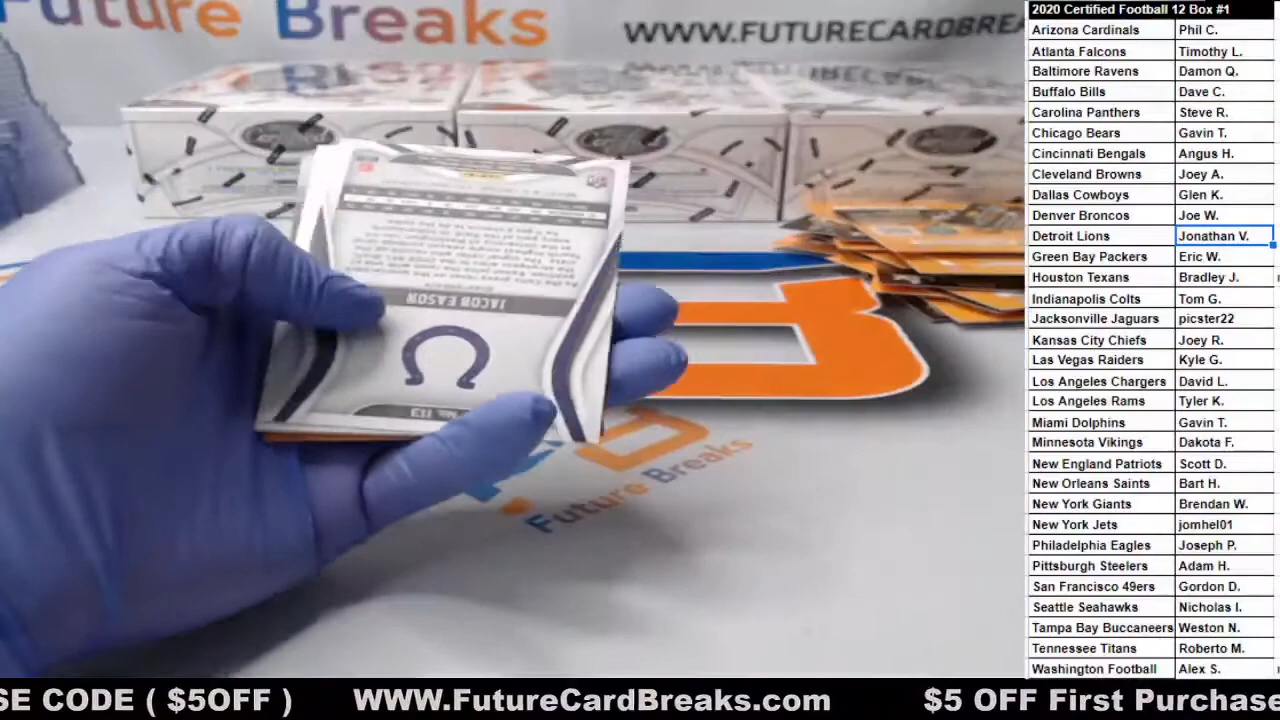 Future Breaks
WWW.FUTURECARDBREA
JACOB EASON
No. 113
Future Breaks
2020 Certified Football 12 Box #1
Arizona Cardinals Phil C.
Atlanta Falcons Timothy L.
Baltimore Ravens Damon Q.
Buffalo Bills Dave C.
Carolina Panthers Steve R.
Chicago Bears Gavin T.
Cincinnati Bengals Angus H.
Cleveland Browns Joey A.
Dallas Cowboys Glen K.
Denver Broncos Joe W.
Detroit Lions Jonathan V.
Green Bay Packers Eric W.
Houston Texans Bradley J.
Indianapolis Colts Tom G.
Jacksonville Jaguars picster22
Kansas City Chiefs Joey R.
Las Vegas Raiders Kyle G.
Los Angeles Chargers David L.
Los Angeles Rams Tyler K.
Miami Dolphins Gavin T.
Minnesota Vikings Dakota F.
New England Patriots Scott D.
New Orleans Saints Bart H.
New York Giants Brendan W.
New York Jets jomhel01
Philadelphia Eagles Joseph P.
Pittsburgh Steelers Adam H.
San Francisco 49ers Gordon D.
Seattle Seahawks Nicholas I.
Tampa Bay Buccaneers Weston N.
Tennessee Titans Roberto M.
Washington Football Alex S.
SE CODE ( $5OFF ) WWW.FutureCardBreaks.com $5 OFF First Purchase